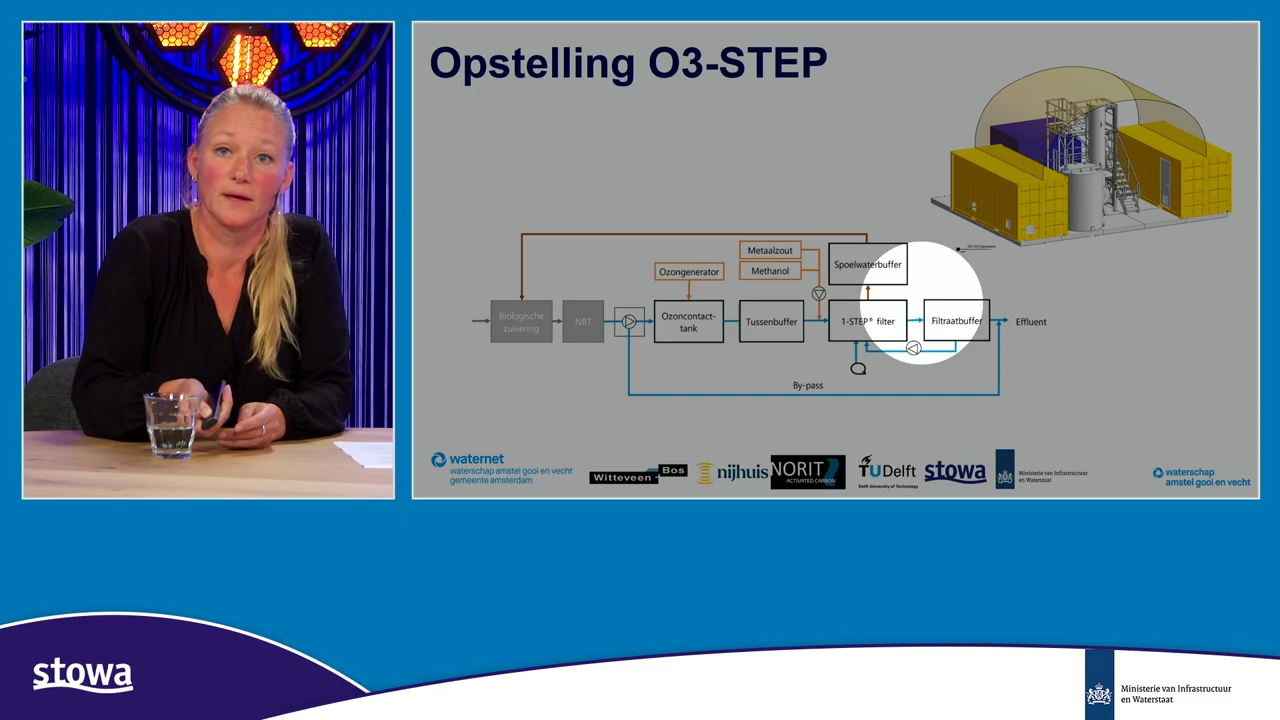 Opstelling O3-STEP
Metaalzout
Methanol
Ozongenerator
Spoelwaterbuffer
Biologische
zuivering
NBT
Ozoncontact-
tank
Tussenbuffer
1-STEP® filter
Filtraatbuffer
Effluent
By-pass
waternet
waterschap amstel gooi en vecht
gemeente amsterdam
Witteveen
Bos
nijhuis
NORIT
ACTIVATED CARBON
TUDelft
Delft University of Technology
stowa
Ministerie van Infrastructuur
en Waterstaat
waterschap
amstel gooi en vecht
stowa
Ministerie van Infrastructuur
en Waterstaat